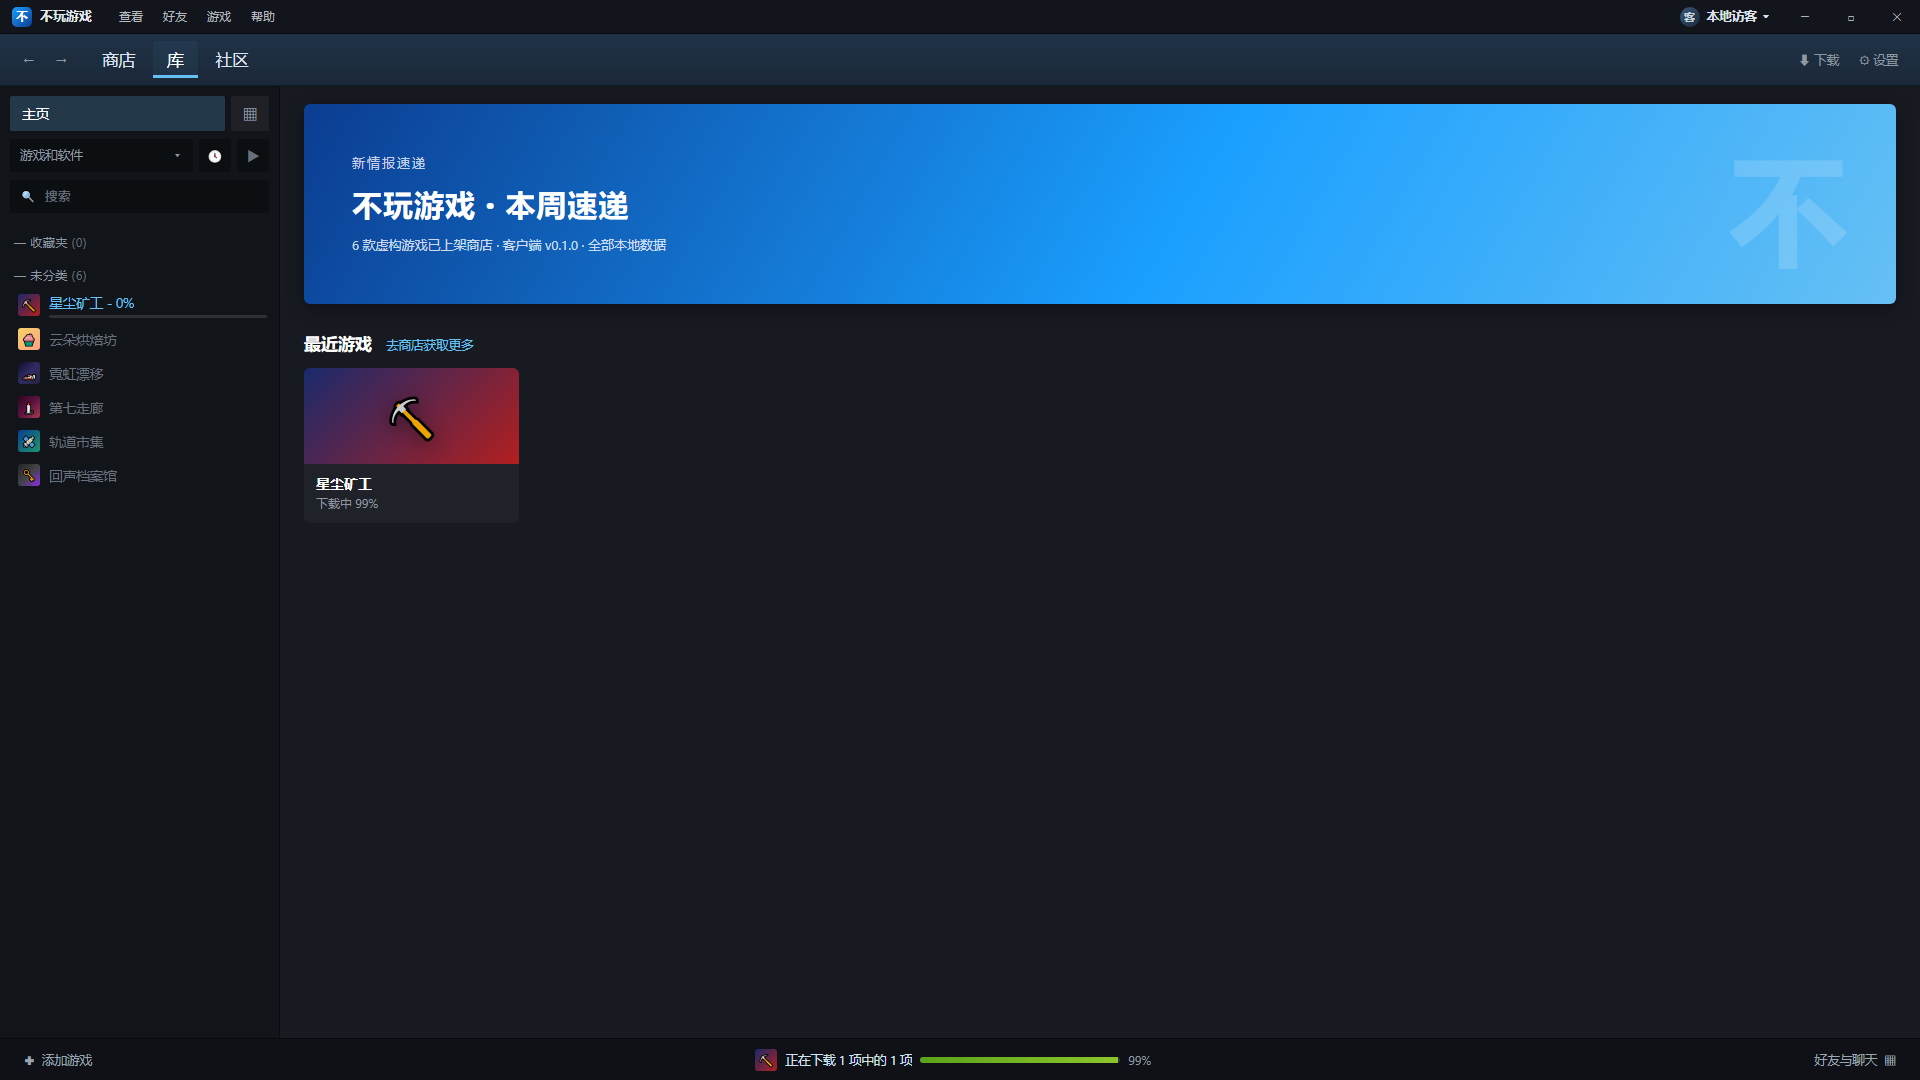 不 不玩游戏 查看 好友 游戏 帮助 客 本地访客
← → 商店 库 社区 下载 设置
主页
游戏和软件
搜索
— 收藏夹 (0)
— 未分类 (6)
星尘矿工 - 0%
云朵烘焙坊
霓虹漂移
第七走廊
轨道市集
回声档案馆
新情报速递
不玩游戏 · 本周速递
6 款虚构游戏已上架商店 · 客户端 v0.1.0 · 全部本地数据
不
最近游戏 去商店获取更多
星尘矿工
下载中 99%
添加游戏 正在下载 1 项中的 1 项 99% 好友与聊天